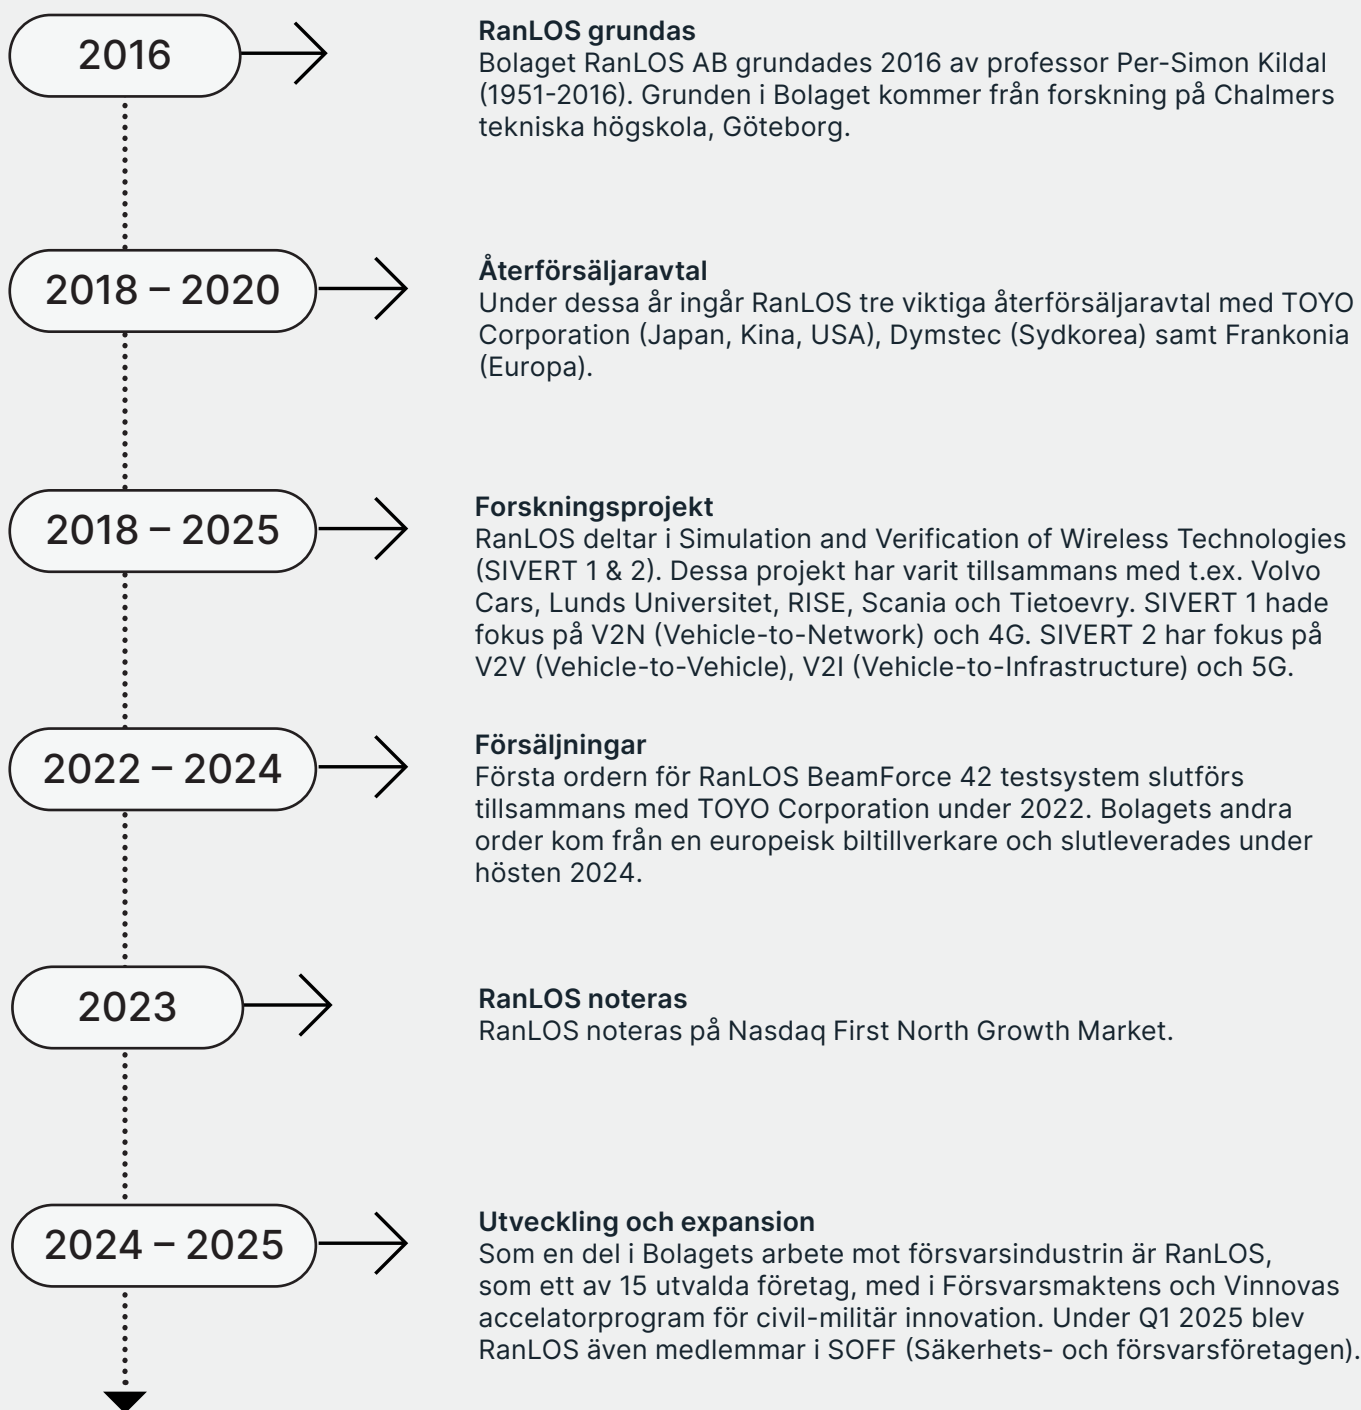 2016
RanLOS grundas
Bolaget RanLOS AB grundades 2016 av professor Per-Simon Kildal
(1951-2016). Grunden i Bolaget kommer från forskning på Chalmers
tekniska högskola, Göteborg.
2018 – 2020
Återförsäljaravtal
Under dessa år ingår RanLOS tre viktiga återförsäljaravtal med TOYO
Corporation (Japan, Kina, USA), Dymstec (Sydkorea) samt Frankonia
(Europa).
2018 – 2025
Forskningsprojekt
RanLOS deltar i Simulation and Verification of Wireless Technologies
(SIVERT 1 & 2). Dessa projekt har varit tillsammans med t.ex. Volvo
Cars, Lunds Universitet, RISE, Scania och Tietoevry. SIVERT 1 hade
fokus på V2N (Vehicle-to-Network) och 4G. SIVERT 2 har fokus på
V2V (Vehicle-to-Vehicle), V2I (Vehicle-to-Infrastructure) och 5G.
2022 – 2024
Försäljningar
Första ordern för RanLOS BeamForce 42 testsystem slutförs
tillsammans med TOYO Corporation under 2022. Bolagets andra
order kom från en europeisk biltillverkare och slutleverades under
hösten 2024.
2023
RanLOS noteras
RanLOS noteras på Nasdaq First North Growth Market.
2024 – 2025
Utveckling och expansion
Som en del i Bolagets arbete mot försvarsindustrin är RanLOS,
som ett av 15 utvalda företag, med i Försvarsmaktens och Vinnovas
accelatorprogram för civil-militär innovation. Under Q1 2025 blev
RanLOS även medlemmar i SOFF (Säkerhets- och försvarsföretagen).